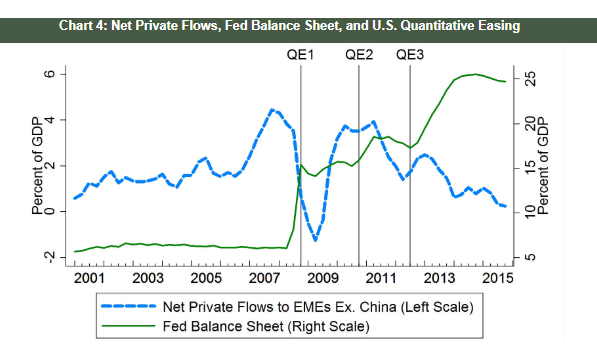 Chart 4: Net Private Flows, Fed Balance Sheet, and U.S. Quantitative Easing
QE1 QE2 QE3
6
4
2
0
-2
Percent of GDP
25
20
15
10
5
Percent of GDP
2001 2003 2005 2007 2009 2011 2013 2015
Net Private Flows to EMEs Ex. China (Left Scale)
Fed Balance Sheet (Right Scale)